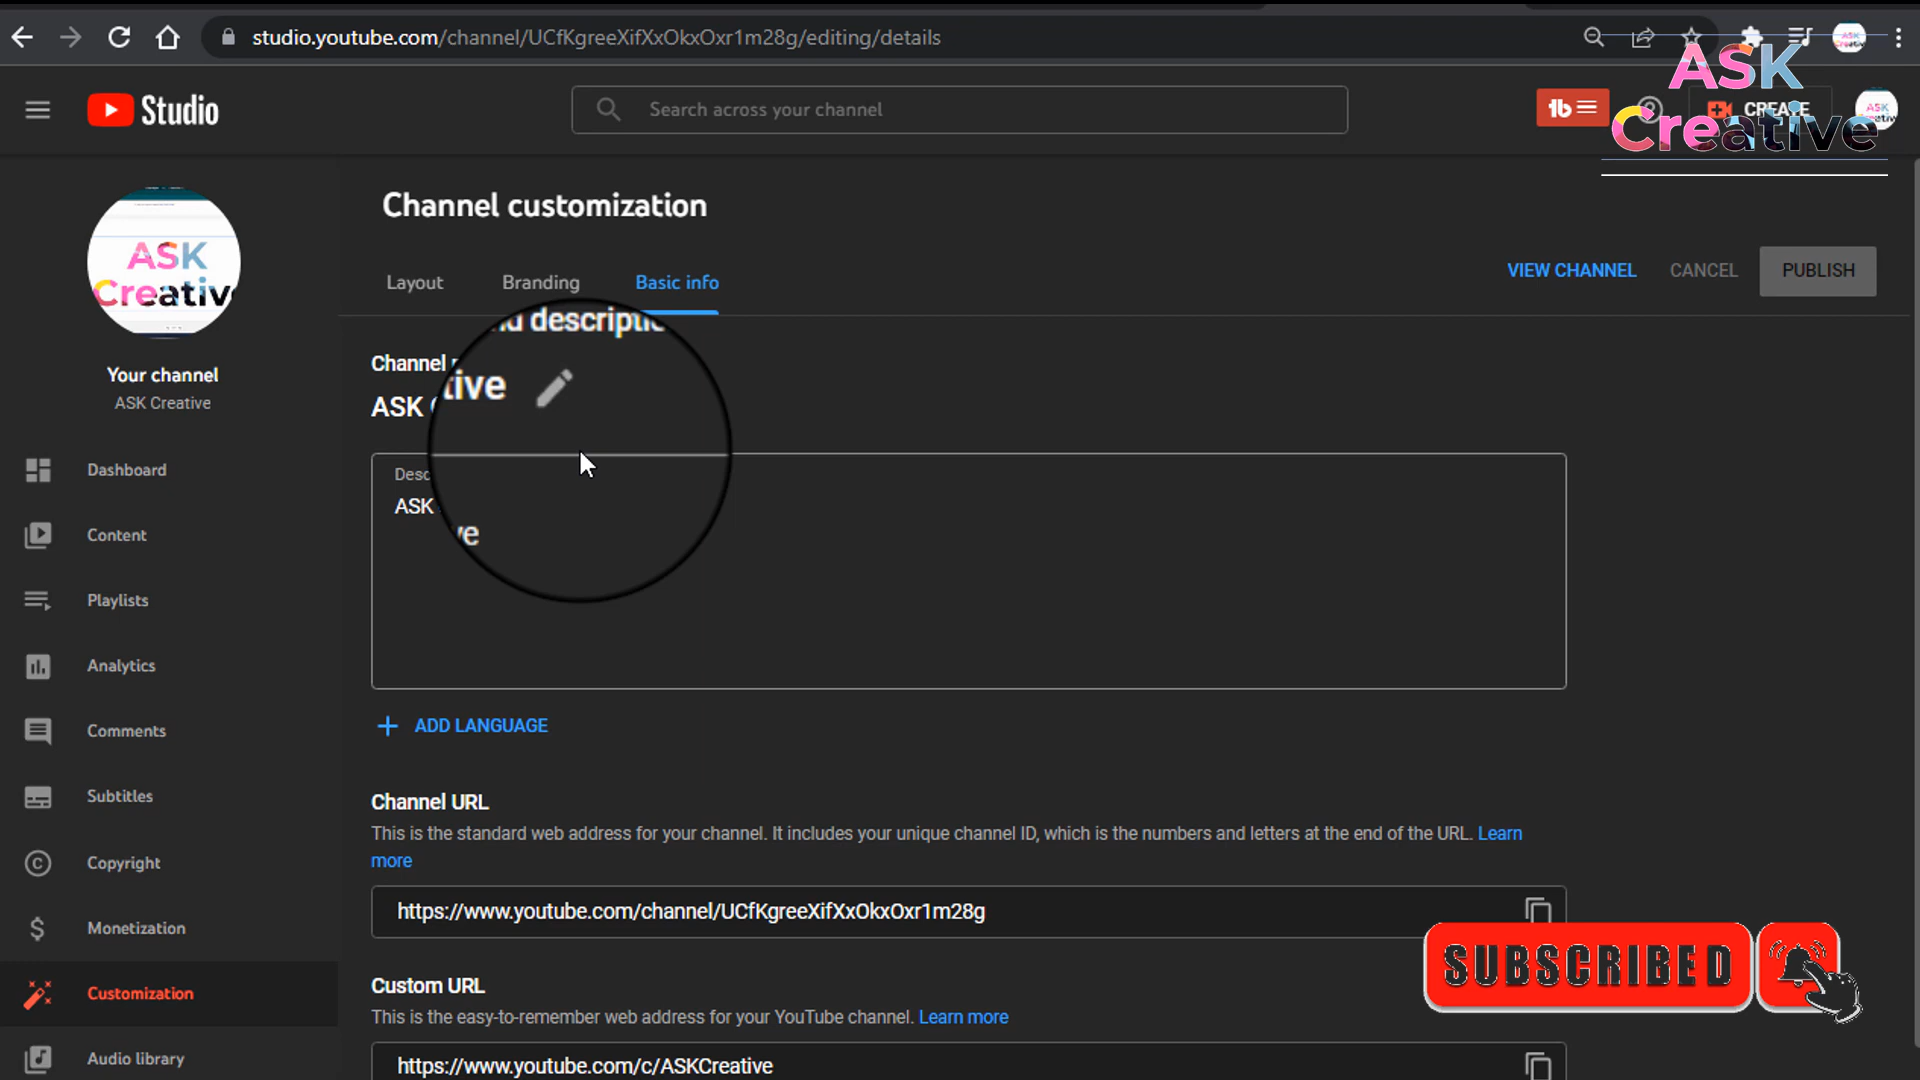 studio.youtube.com/channel/UCfKgreeXifXxOkxOxr1m28g/editing/details
Studio
Search across your channel
CREATE
ASK
Creative
Channel customization
Layout
Branding
Basic info
VIEW CHANNEL
CANCEL
PUBLISH
ASK
Creative
Your channel
ASK Creative
Dashboard
Content
Playlists
Analytics
Comments
Subtitles
Copyright
Monetization
Customization
Audio library
Channel
ASK
ASK
ADD LANGUAGE
Channel URL
This is the standard web address for your channel. It includes your unique channel ID, which is the numbers and letters at the end of the URL. Learn
more
https://www.youtube.com/channel/UCfKgreeXifXxOkxOxr1m28g
Custom URL
This is the easy-to-remember web address for your YouTube channel. Learn more
https://www.youtube.com/c/ASKCreative
SUBSCRIBED